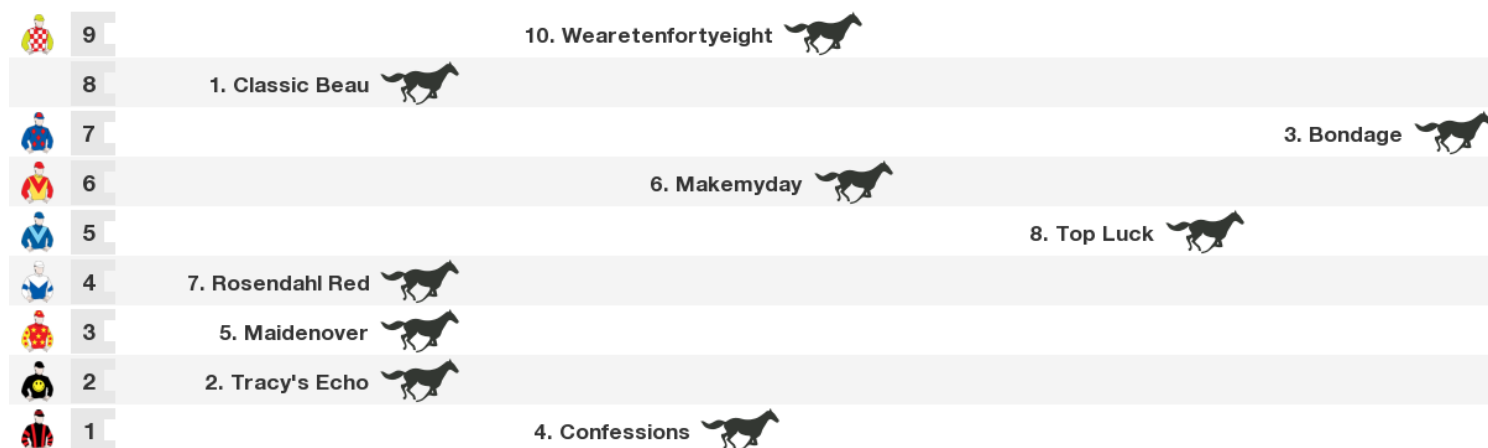 9 10. Wearetenfortyeight
8 1. Classic Beau
7 3. Bondage
6 6. Makemyday
5 8. Top Luck
4 7. Rosendahl Red
3 5. Maidenover
2 2. Tracy's Echo
1 4. Confessions